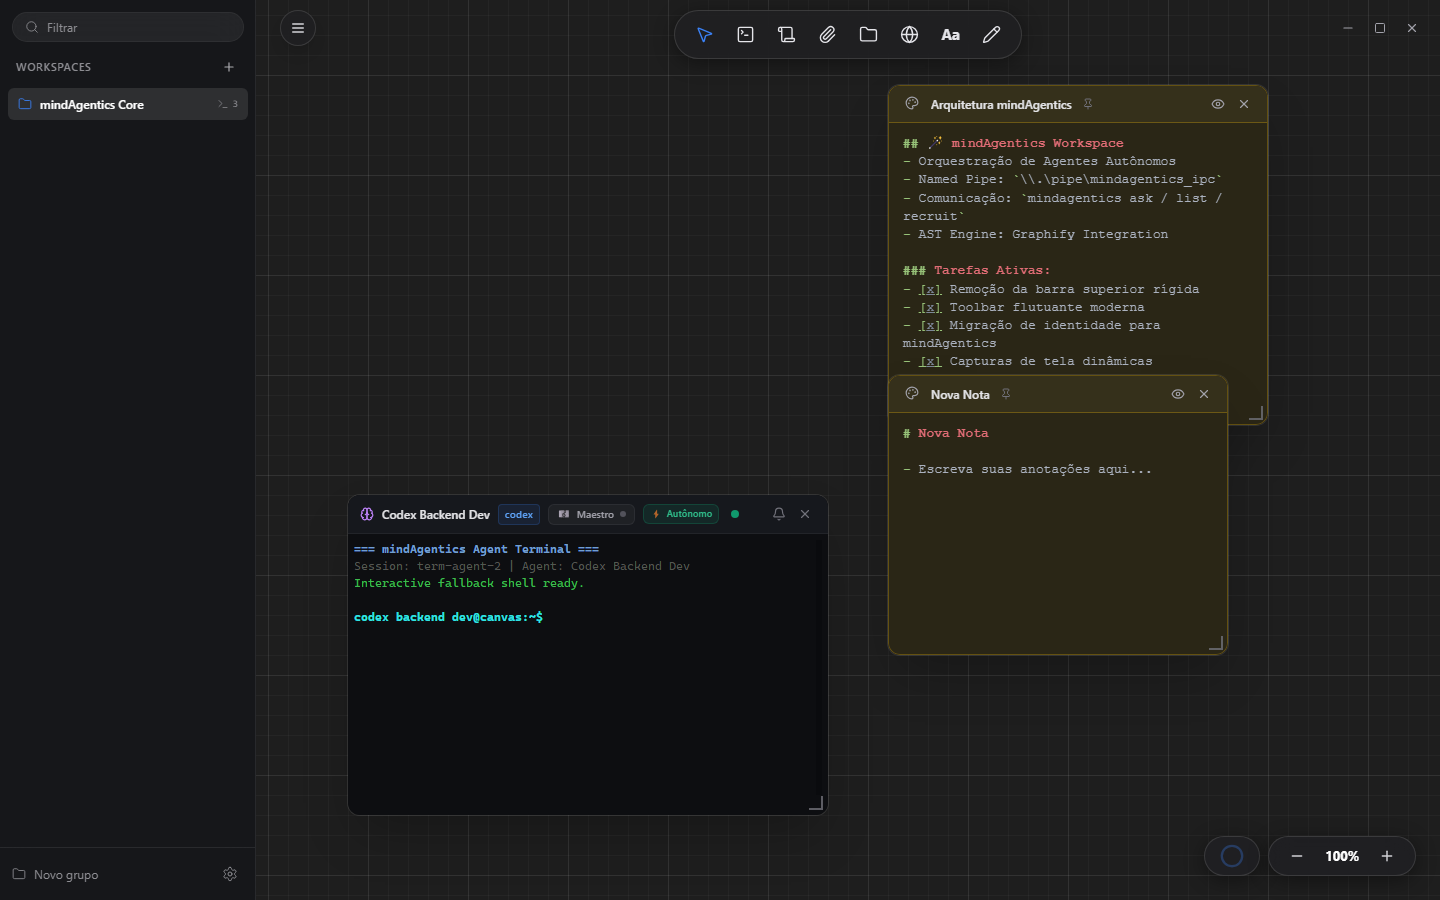 Filtrar
WORKSPACES
mindAgentics Core
>_ 3
Aa
Arquitetura mindAgentics
## 🪄 mindAgentics Workspace
- Orquestração de Agentes Autônomos
- Named Pipe: `\\.\pipe\mindagentics_ipc`
- Comunicação: `mindagentics ask / list /
recruit`
- AST Engine: Graphify Integration
### Tarefas Ativas:
- [x] Remoção da barra superior rígida
- [x] Toolbar flutuante moderna
- [x] Migração de identidade para
mindAgentics
- [x] Capturas de tela dinâmicas
Nova Nota
# Nova Nota
- Escreva suas anotações aqui...
Codex Backend Dev codex Maestro Autônomo
=== mindAgentics Agent Terminal ===
Session: term-agent-2 | Agent: Codex Backend Dev
Interactive fallback shell ready.
codex backend dev@canvas:~$
Novo grupo
100%